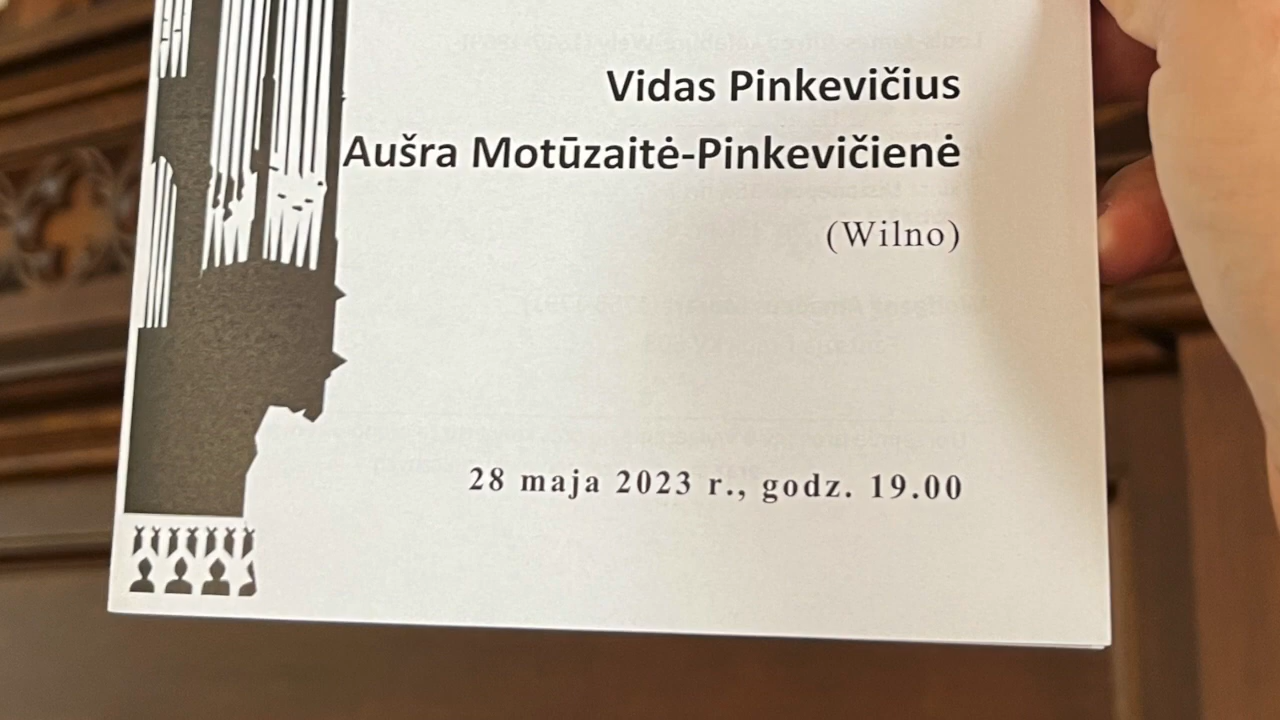 Vidas Pinkevičius
Aušra Motūzaitė-Pinkevičienė
(Wilno)
28 maja 2023 r., godz. 19.00